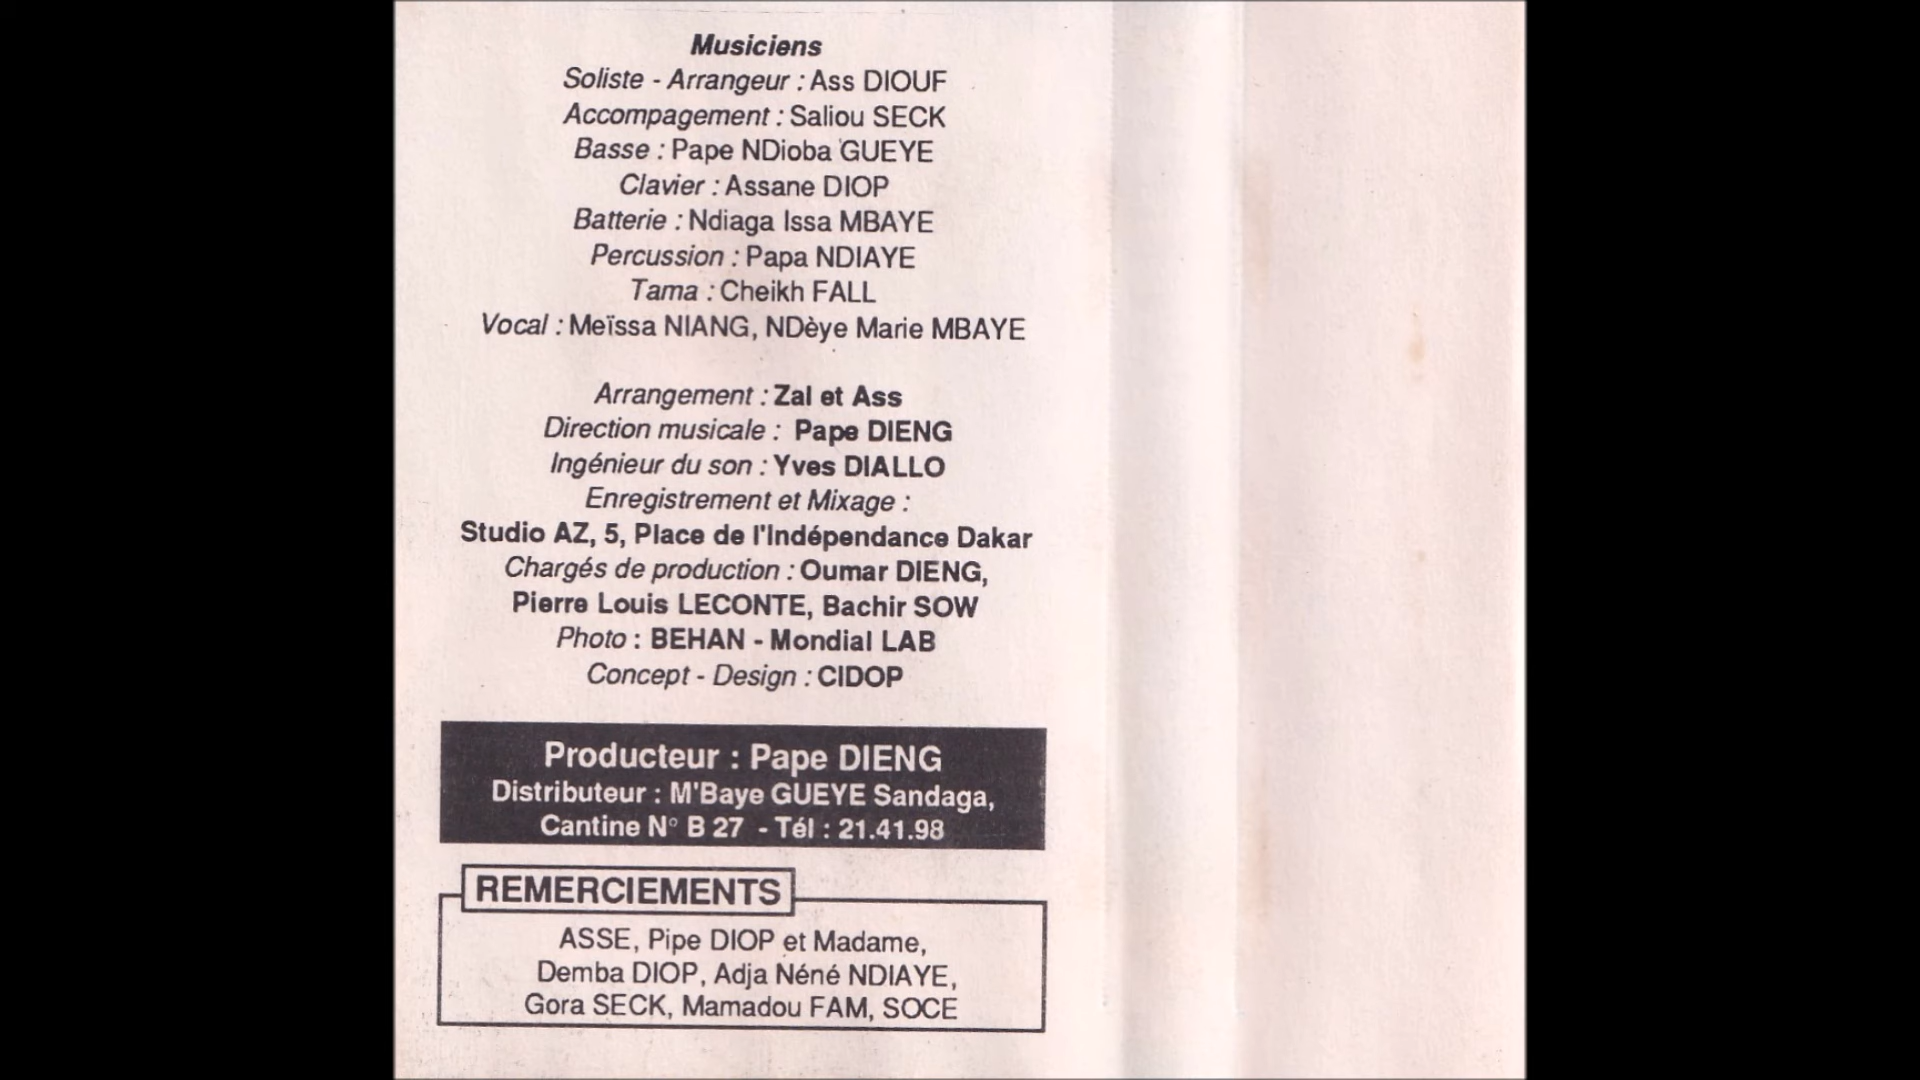 Musiciens
Soliste - Arrangeur : Ass DIOUF
Accompagement : Saliou SECK
Basse : Pape NDioba GUEYE
Clavier : Assane DIOP
Batterie : Ndiaga Issa MBAYE
Percussion : Papa NDIAYE
Tama : Cheikh FALL
Vocal : Meïssa NIANG, NDèye Marie MBAYE
Arrangement : Zal et Ass
Direction musicale : Pape DIENG
Ingénieur du son : Yves DIALLO
Enregistrement et Mixage :
Studio AZ, 5, Place de l'Indépendance Dakar
Chargés de production : Oumar DIENG,
Pierre Louis LECONTE, Bachir SOW
Photo : BEHAN - Mondial LAB
Concept - Design : CIDOP
Producteur : Pape DIENG
Distributeur : M'Baye GUEYE Sandaga,
Cantine N° B 27 - Tél : 21.41.98
REMERCIEMENTS
ASSE, Pipe DIOP et Madame,
Demba DIOP, Adja Néné NDIAYE,
Gora SECK, Mamadou FAM, SOCE